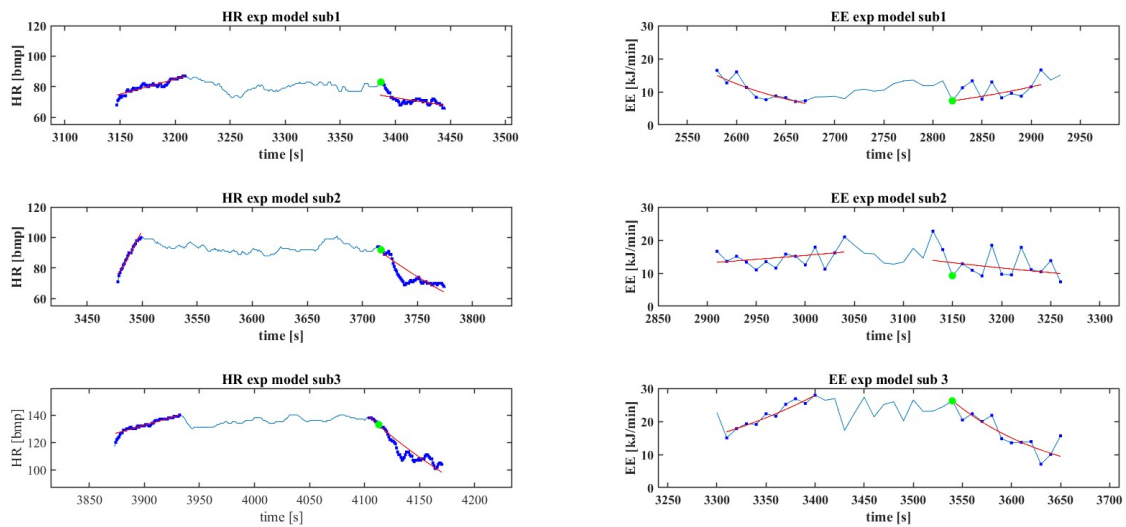 HR exp model sub1
120
100
80
60
HR [bmp]
3100 3150 3200 3250 3300 3350 3400 3450 3500
time [s]
EE exp model sub1
30
20
10
0
EE [kJ/min]
2550 2600 2650 2700 2750 2800 2850 2900 2950
time [s]
HR exp model sub2
120
100
80
60
HR [bmp]
3450 3500 3550 3600 3650 3700 3750 3800
time [s]
EE exp model sub2
30
20
10
0
EE [kJ/min]
2850 2900 2950 3000 3050 3100 3150 3200 3250 3300
time [s]
HR exp model sub3
140
120
100
HR [bmp]
3850 3900 3950 4000 4050 4100 4150 4200
time [s]
EE exp model sub 3
30
20
10
0
EE [kJ/min]
3250 3300 3350 3400 3450 3500 3550 3600 3650 3700
time [s]